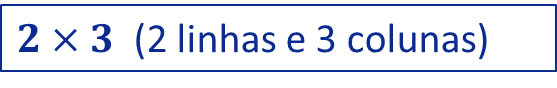 2 × 3 (2 linhas e 3 colunas)